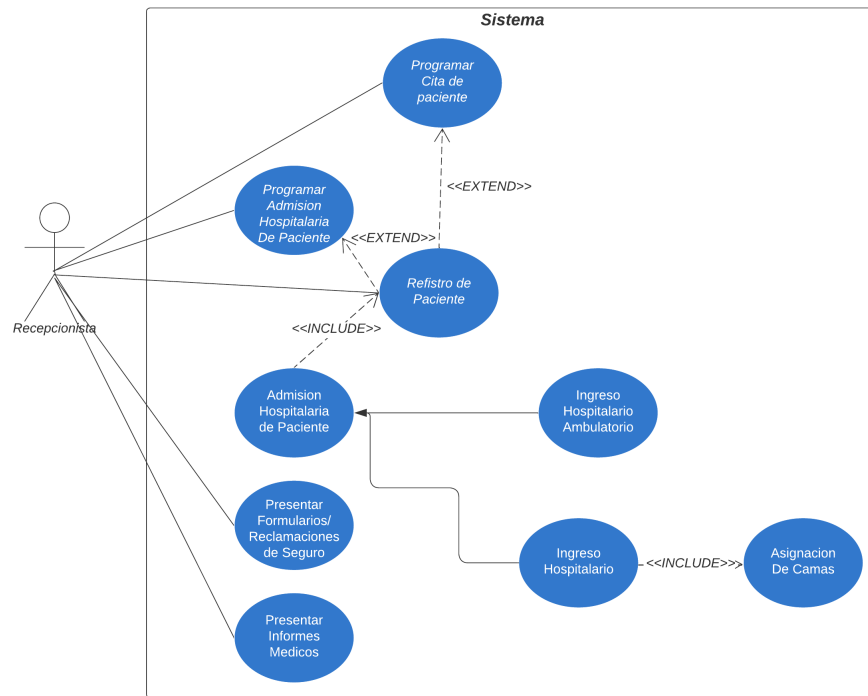 Sistema
Programar
Cita de
paciente
<<EXTEND>>
Programar
Admision
Hospitalaria
De Paciente
<<EXTEND>>
Refistro de
Paciente
Recepcionista
<<INCLUDE>>
Admision
Hospitalaria
de Paciente
Ingreso
Hospitalario
Ambulatorio
Presentar
Formularios/
Reclamaciones
de Seguro
Ingreso
Hospitalario
<<INCLUDE>>
Asignacion
De Camas
Presentar
Informes
Medicos